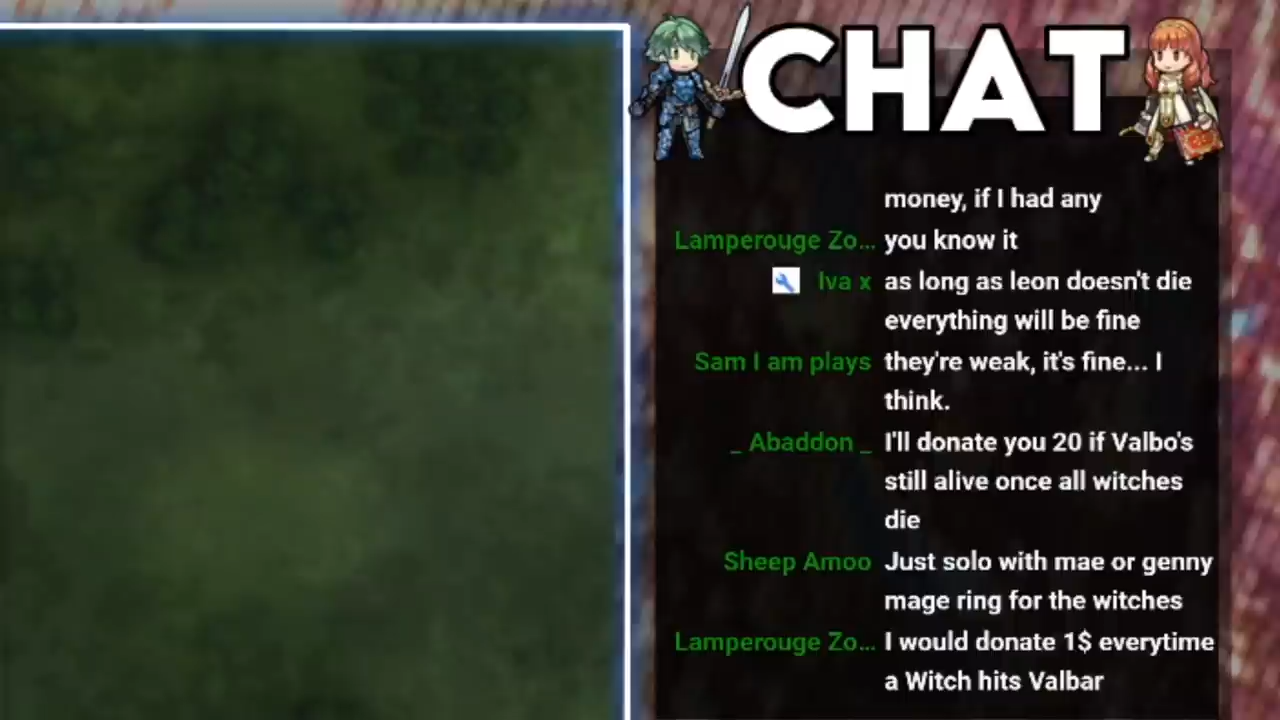 CHAT
money, if I had any
Lamperouge Zo... you know it
Iva x as long as leon doesn't die
everything will be fine
Sam I am plays they're weak, it's fine... I
think.
_ Abaddon _ I'll donate you 20 if Valbo's
still alive once all witches
die
Sheep Amoo Just solo with mae or genny
mage ring for the witches
Lamperouge Zo... I would donate 1$ everytime
a Witch hits Valbar